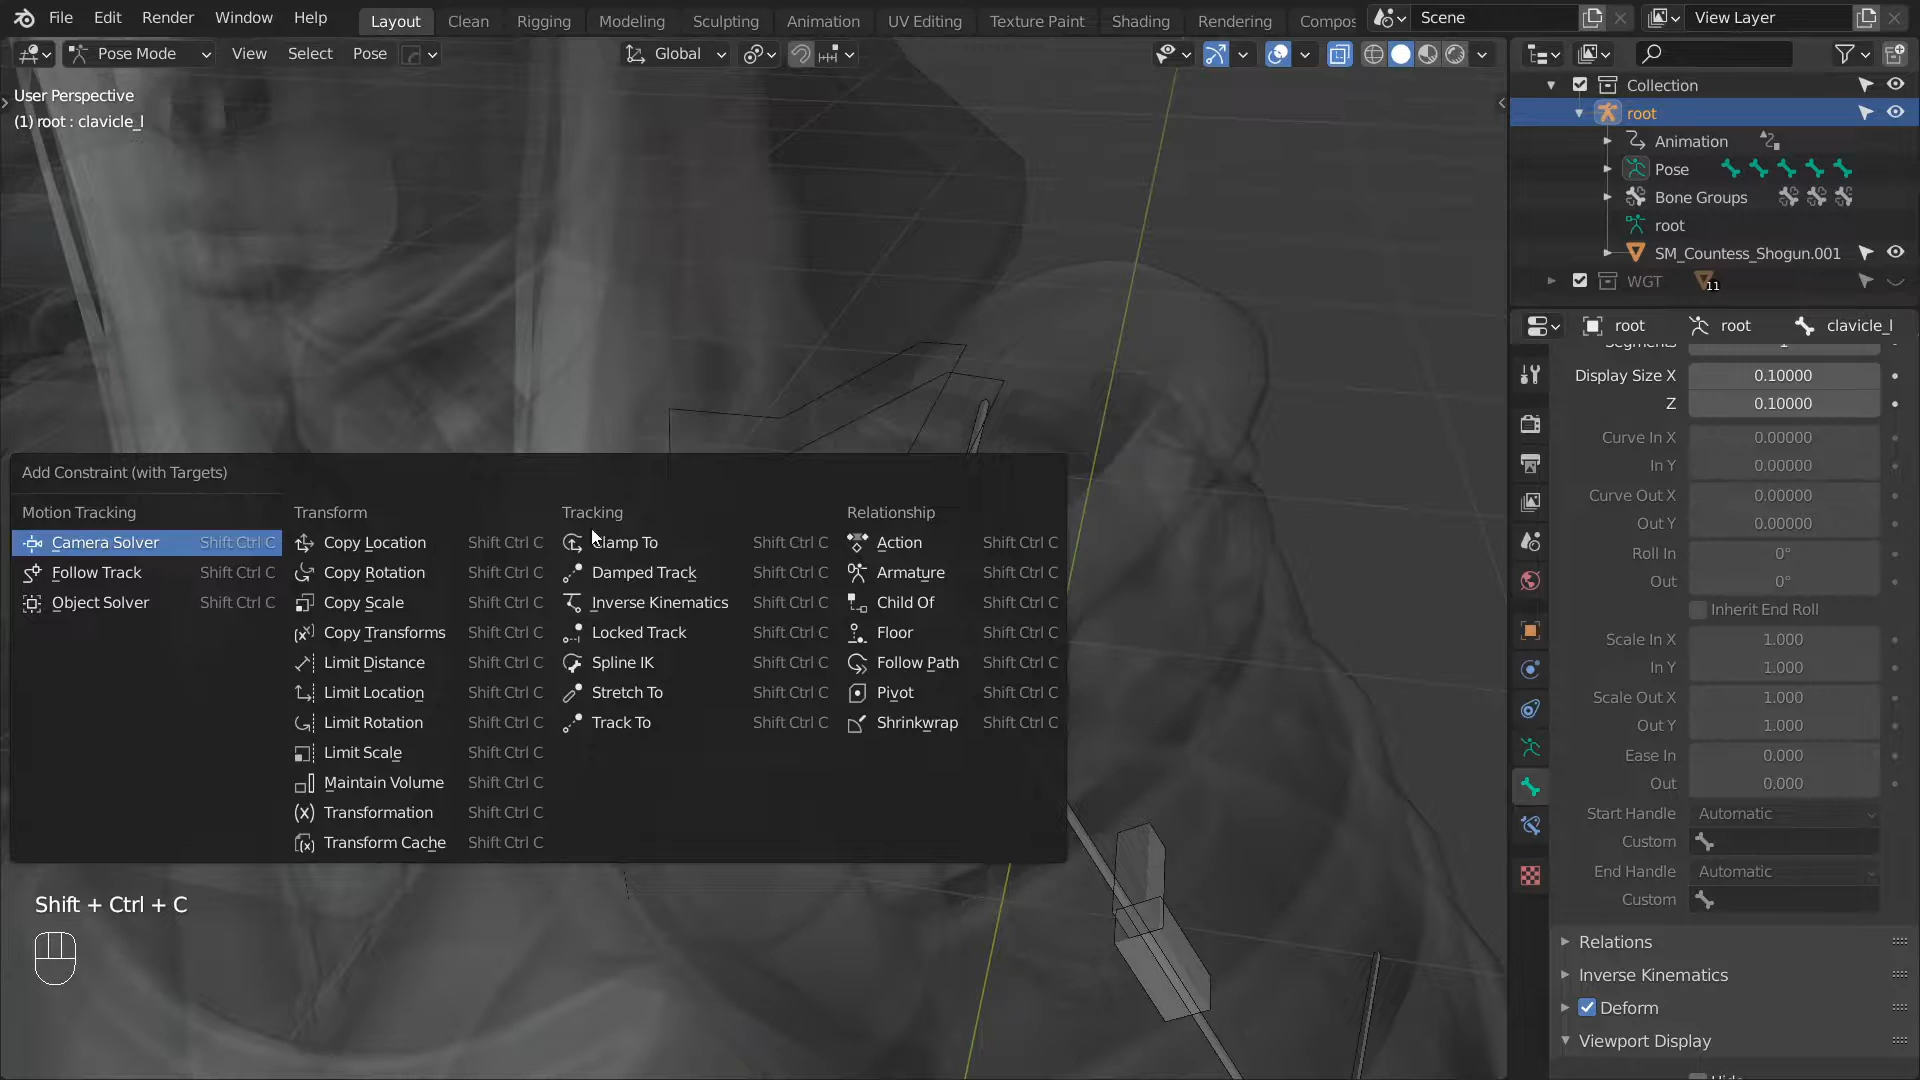 File Edit Render Window Help Layout Clean Rigging Modeling Sculpting Animation UV Editing Texture Paint Shading Rendering Compos Scene View Layer
Pose Mode View Select Pose Global
User Perspective
(1) root : clavicle_l
Collection
root
Animation
Pose
Bone Groups
root
SM_Countess_Shogun.001
WGT 11
root root clavicle_l
Display Size X 0.10000
Z 0.10000
Curve In X 0.00000
In Y 0.00000
Curve Out X 0.00000
Out Y 0.00000
Roll In 0°
Out 0°
Inherit End Roll
Scale In X 1.000
In Y 1.000
Scale Out X 1.000
Out Y 1.000
Ease In 0.000
Out 0.000
Start Handle Automatic
Custom
End Handle Automatic
Custom
Relations
Inverse Kinematics
Deform
Viewport Display
Add Constraint (with Targets)
Motion Tracking
Camera Solver Shift Ctrl C
Follow Track Shift Ctrl C
Object Solver Shift Ctrl C
Transform
Copy Location Shift Ctrl C
Copy Rotation Shift Ctrl C
Copy Scale Shift Ctrl C
Copy Transforms Shift Ctrl C
Limit Distance Shift Ctrl C
Limit Location Shift Ctrl C
Limit Rotation Shift Ctrl C
Limit Scale Shift Ctrl C
Maintain Volume Shift Ctrl C
Transformation Shift Ctrl C
Transform Cache Shift Ctrl C
Tracking
Clamp To Shift Ctrl C
Damped Track Shift Ctrl C
Inverse Kinematics Shift Ctrl C
Locked Track Shift Ctrl C
Spline IK Shift Ctrl C
Stretch To Shift Ctrl C
Track To Shift Ctrl C
Relationship
Action Shift Ctrl C
Armature Shift Ctrl C
Child Of Shift Ctrl C
Floor Shift Ctrl C
Follow Path Shift Ctrl C
Pivot Shift Ctrl C
Shrinkwrap Shift Ctrl C
Shift + Ctrl + C